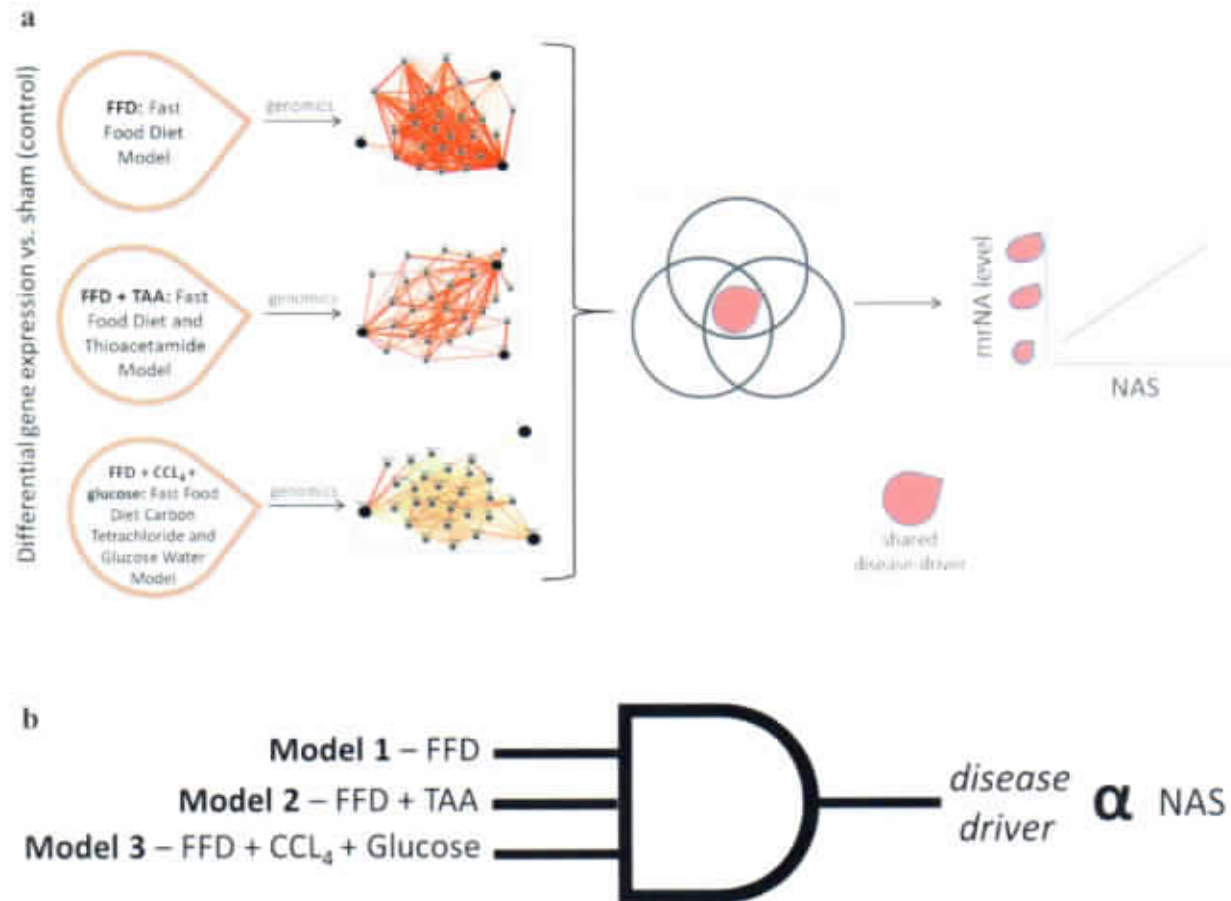 a
Differential gene expression vs. sham (control)
FFD: Fast
Food Diet
Model
genomics
FFD + TAA: Fast
Food Diet and
Thioacetamide
Model
genomics
FFD + CCL₄ +
glucose: Fast Food
Diet Carbon
Tetrachloride and
Glucose Water
Model
genomics
mRNA level
NAS
shared
disease driver
b
Model 1 – FFD
Model 2 – FFD + TAA
Model 3 – FFD + CCL₄ + Glucose
disease
driver
α NAS